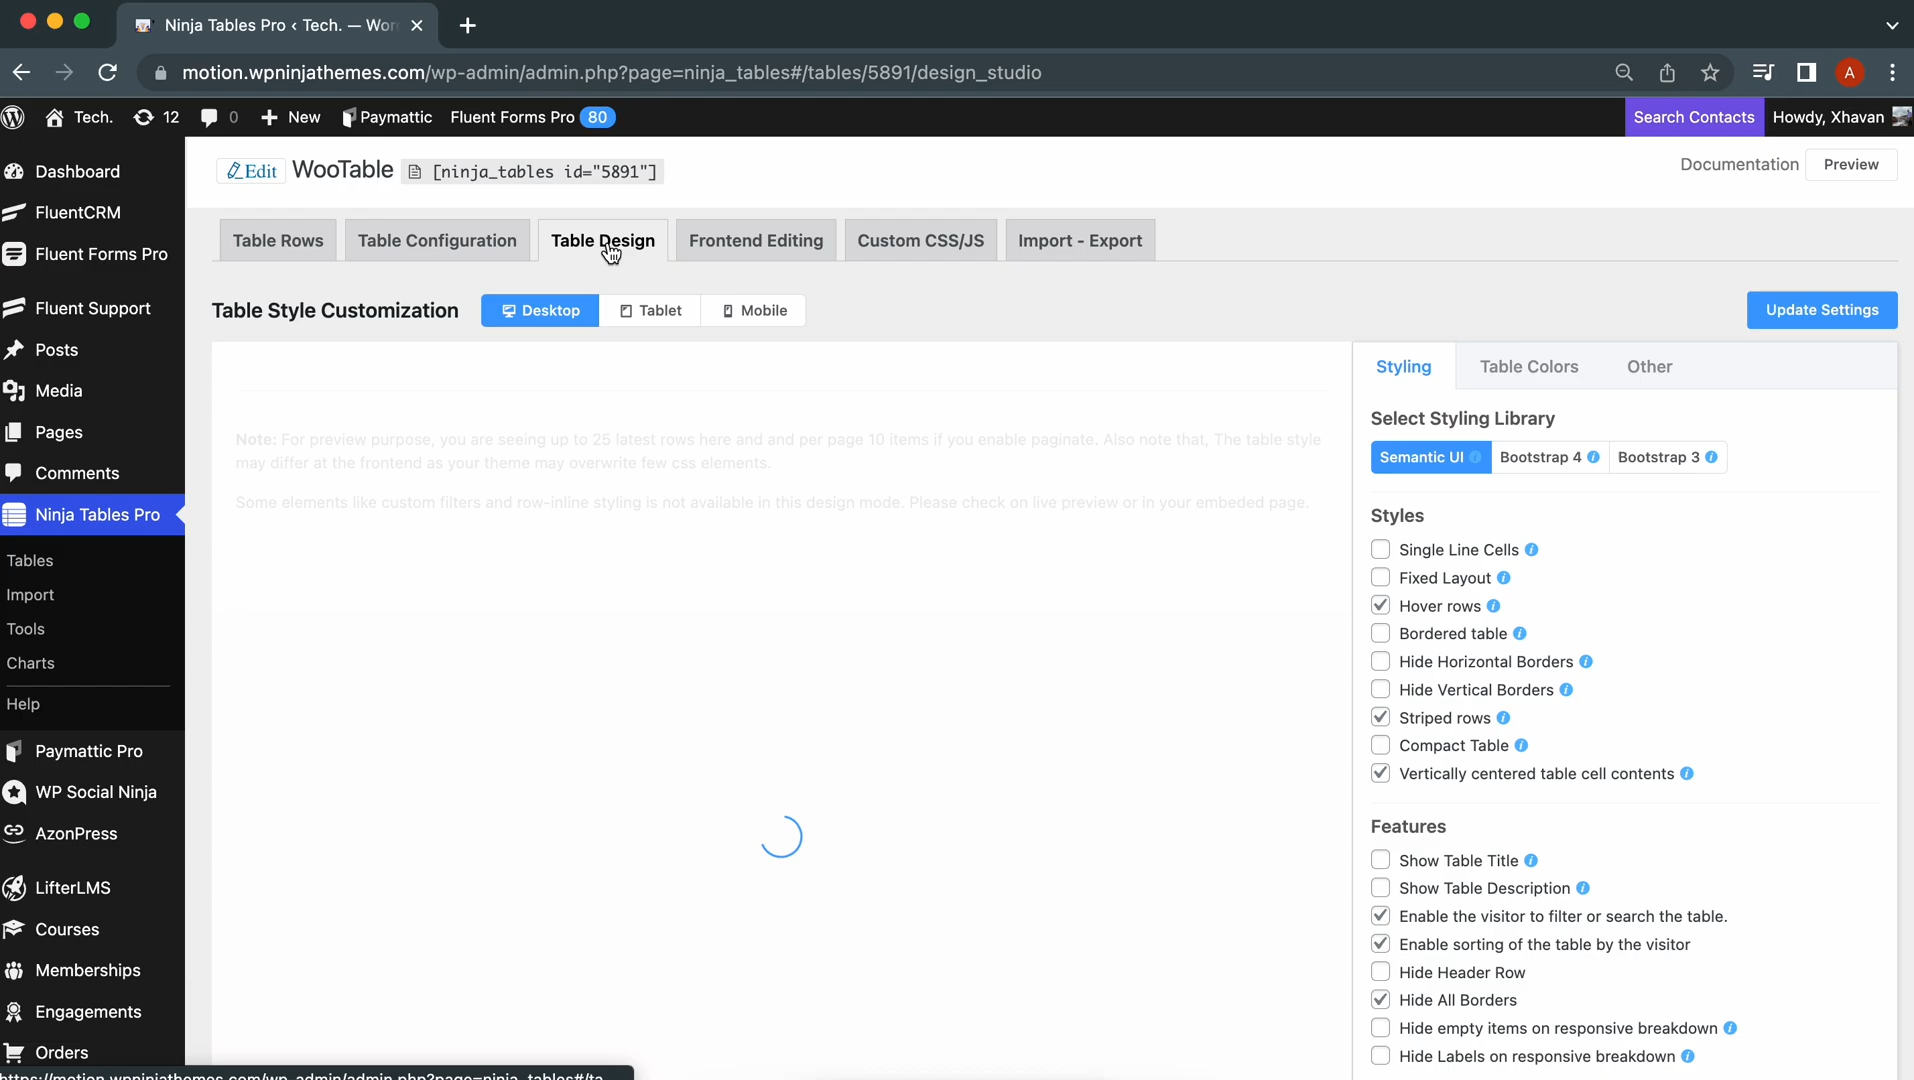 Ninja Tables Pro ‹ Tech. — Wor
motion.wpninjathemes.com/wp-admin/admin.php?page=ninja_tables#/tables/5891/design_studio
A
Tech.
12
0
New
Paymattic
Fluent Forms Pro 80
Search Contacts
Howdy, Xhavan
Dashboard
FluentCRM
Fluent Forms Pro
Fluent Support
Posts
Media
Pages
Comments
Ninja Tables Pro
Tables
Import
Tools
Charts
Help
Paymattic Pro
WP Social Ninja
AzonPress
LifterLMS
Courses
Memberships
Engagements
Orders
Edit WooTable [ninja_tables id="5891"]
Documentation
Preview
Table Rows
Table Configuration
Table Design
Frontend Editing
Custom CSS/JS
Import - Export
Table Style Customization
Desktop
Tablet
Mobile
Update Settings
Note: For preview purpose, you are seeing up to 25 latest rows here and and per page 10 items if you enable paginate. Also note that, The table style
may differ at the frontend as your theme may overwrite few css elements.
Some elements like custom filters and row-inline styling is not available in this design mode. Please check on live preview or in your embeded page.
Styling
Table Colors
Other
Select Styling Library
Semantic UI
Bootstrap 4
Bootstrap 3
Styles
Single Line Cells
Fixed Layout
Hover rows
Bordered table
Hide Horizontal Borders
Hide Vertical Borders
Striped rows
Compact Table
Vertically centered table cell contents
Features
Show Table Title
Show Table Description
Enable the visitor to filter or search the table.
Enable sorting of the table by the visitor
Hide Header Row
Hide All Borders
Hide empty items on responsive breakdown
Hide Labels on responsive breakdown
https://motion.wpninjathemes.com/wp-admin/admin.php?page=ninja_tables#/ta